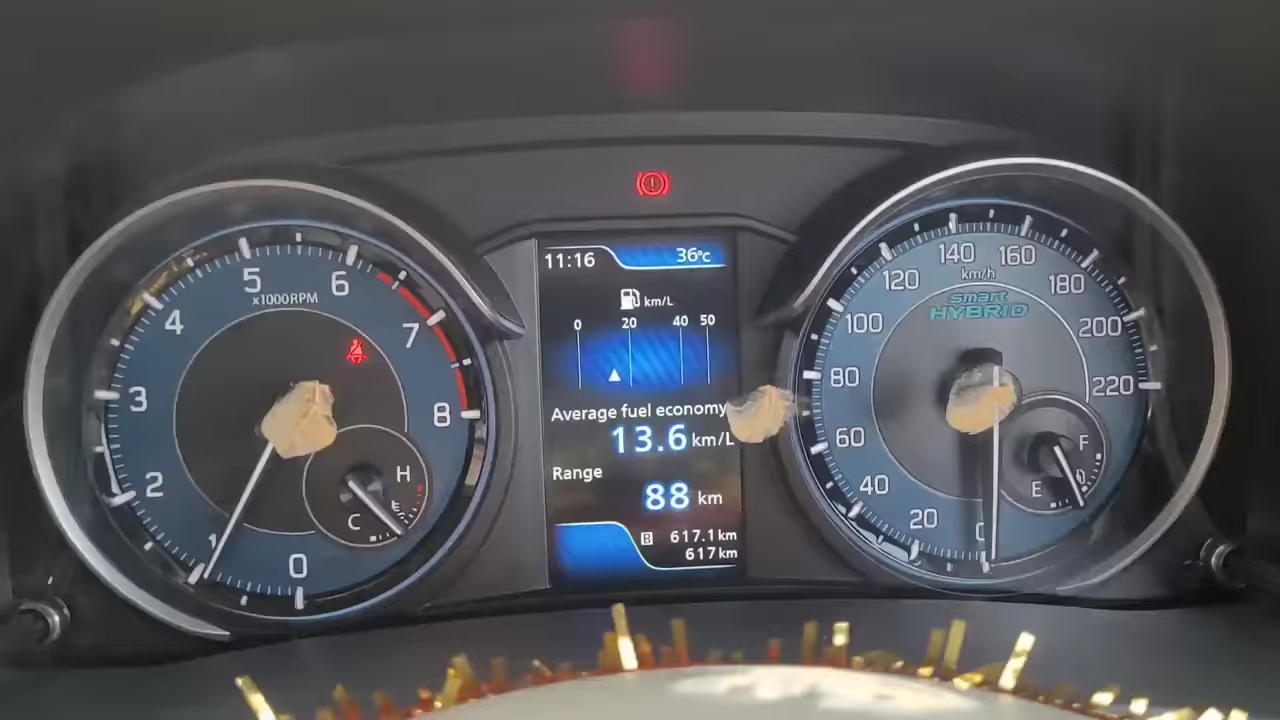 5
6
x1000RPM
4
7
3
8
2
1
0
H
C
11:16
36°C
km/L
0 20 40 50
Average fuel economy
13.6 km/L
Range
88 km
B 617.1 km
617 km
140
160
120
km/h
180
Smart
HYBRID
100
200
80
220
60
40
20
0
F
E